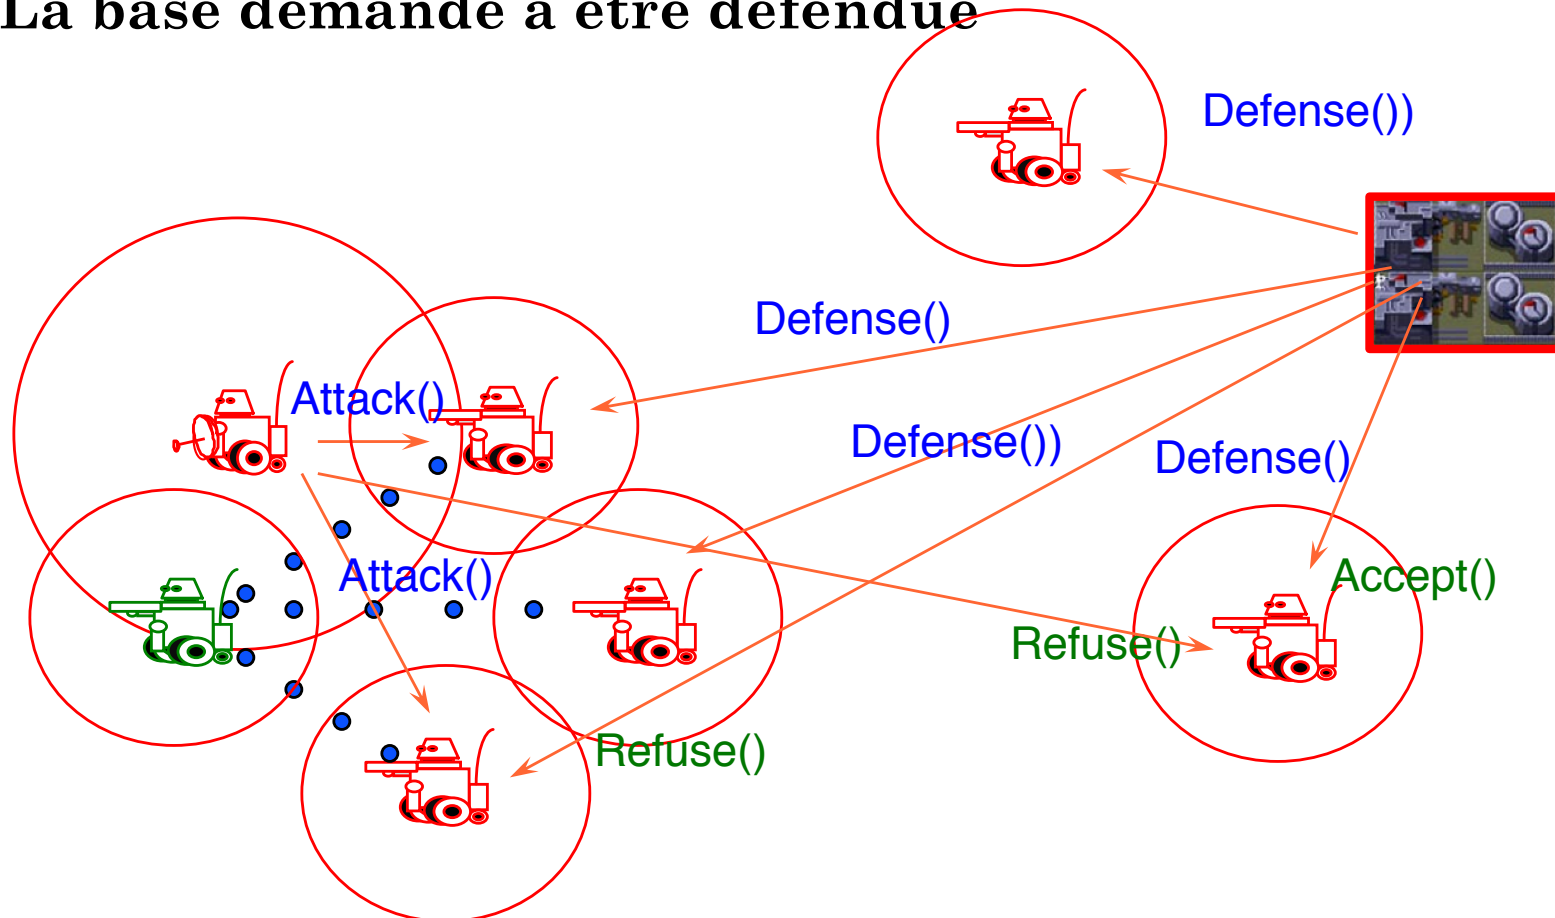 La base demande à être défendue
Defense())
Defense()
Attack()
Defense())
Defense()
Attack()
Accept()
Refuse()
Refuse()